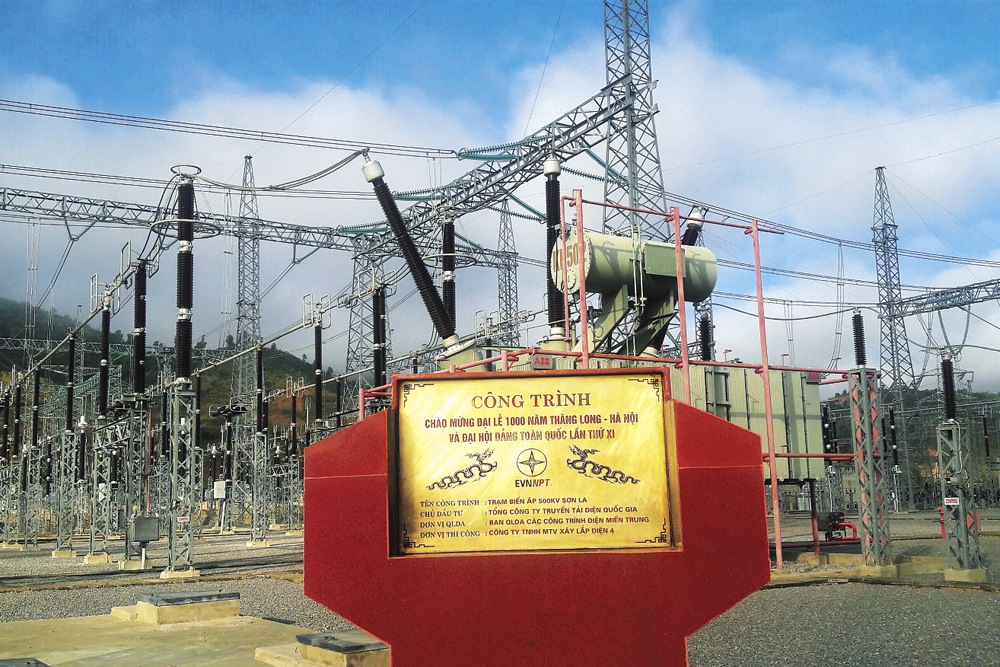 CÔNG TRÌNH
CHÀO MỪNG ĐẠI LỄ 1000 NĂM THĂNG LONG - HÀ NỘI
VÀ ĐẠI HỘI ĐẢNG TOÀN QUỐC LẦN THỨ XI
EVNNPT
TÊN CÔNG TRÌNH : TRẠM BIẾN ÁP 500KV SƠN LA
CHỦ ĐẦU TƯ : TỔNG CÔNG TY TRUYỀN TẢI ĐIỆN QUỐC GIA
ĐƠN VỊ QLDA : BAN QLDA CÁC CÔNG TRÌNH ĐIỆN MIỀN TRUNG
ĐƠN VỊ THI CÔNG : CÔNG TY TNHH MTV XÂY LẮP ĐIỆN 4
ABB